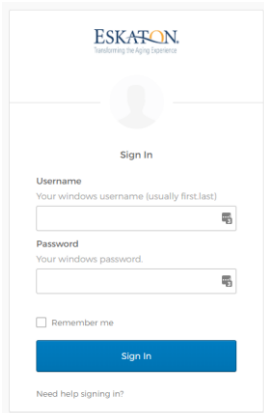 ESKATON.
Transforming the Aging Experience
Sign In
Username
Your windows username (usually first.last)
Password
Your windows password.
Remember me
Sign In
Need help signing in?